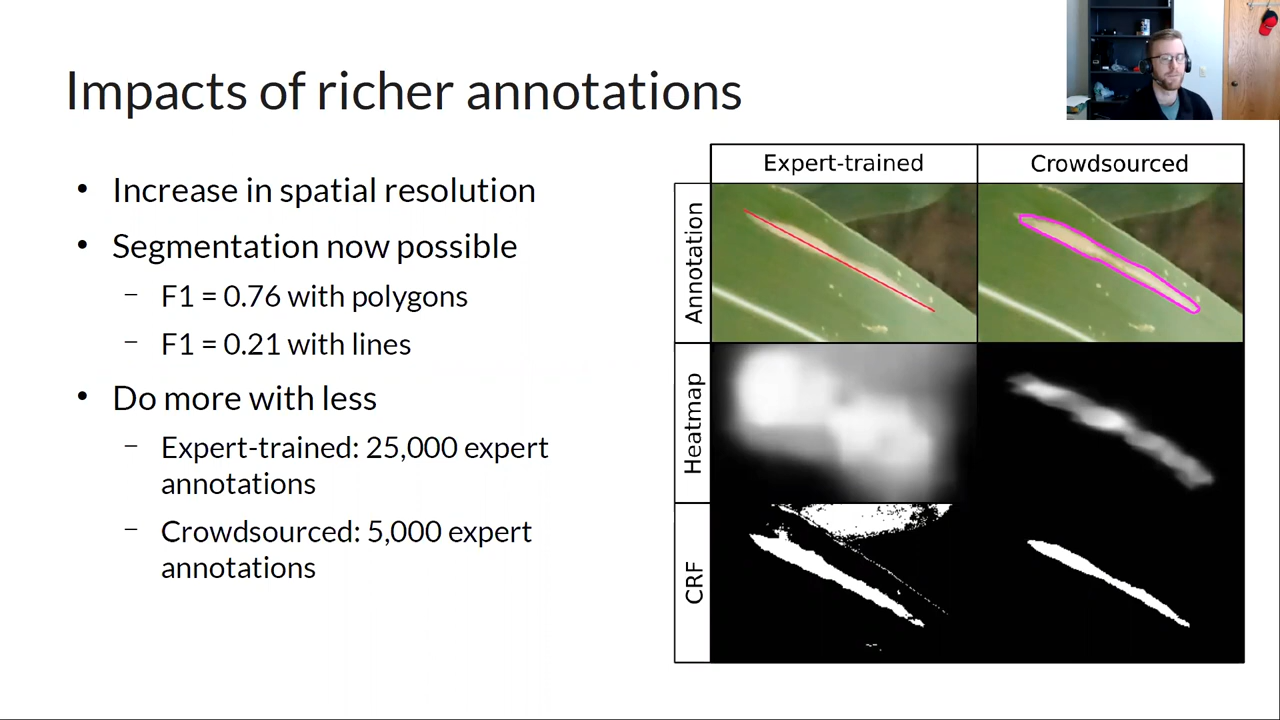 Impacts of richer annotations
• Increase in spatial resolution
• Segmentation now possible
– F1 = 0.76 with polygons
– F1 = 0.21 with lines
• Do more with less
– Expert-trained: 25,000 expert
annotations
– Crowdsourced: 5,000 expert
annotations
Expert-trained
Crowdsourced
Annotation
Heatmap
CRF